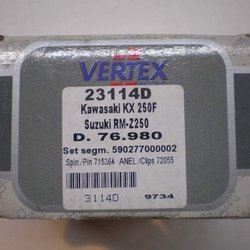 VERTEX
23114D
Kawasaki KX 250F
Suzuki RM-Z250
D. 76.980
Set segm. 590277000002
Spin./Pin 715364 ANEL./Clips 72055
3114D 9734